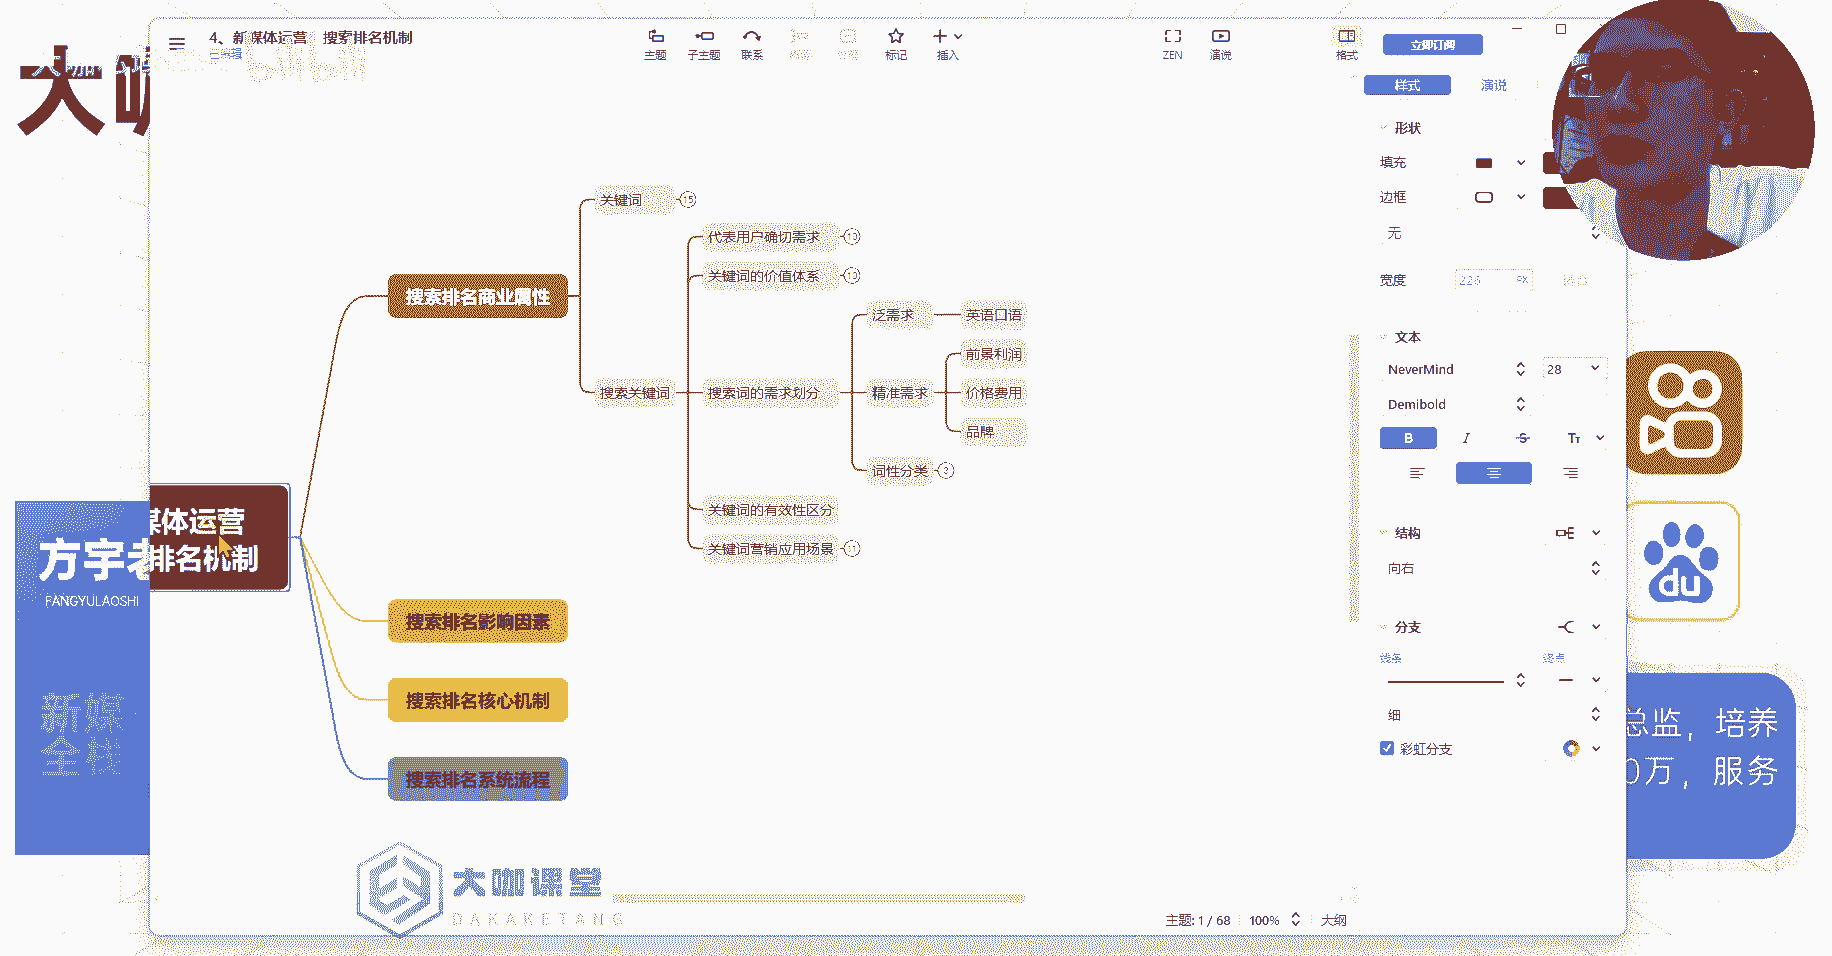 4、新媒体运营 搜索排名机制
已编辑
主题
子主题
联系
标记
插入
ZEN
演说
格式
立即订阅
样式
演说
形状
填充
边框
无
宽度
226
px
文本
NeverMind
28
Demibold
B
I
S
Tт
结构
向右
分支
线条
终点
细
彩虹分支
大咖
媒体运营
排名机制
搜索排名商业属性
关键词
15
搜索关键词
代表用户确切需求
关键词的价值体系
搜索词的需求划分
泛需求
英语口语
精准需求
前景利润
价格费用
品牌
词性分类
2
关键词的有效性区分
关键词营销应用场景
11
搜索排名影响因素
搜索排名核心机制
搜索排名系统流程
方宇老
FANGYULAOSHI
新媒
全栈
du
总监，培养
0万，服务
大咖课堂
DAKAKETANG
主题: 1 / 68
100%
大纲